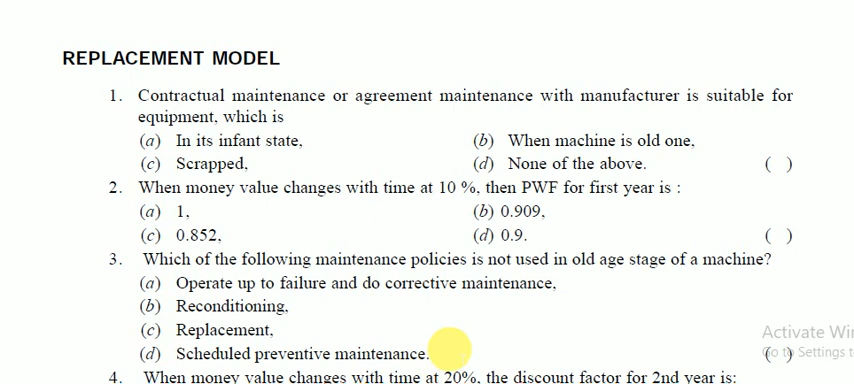 REPLACEMENT MODEL
1. Contractual maintenance or agreement maintenance with manufacturer is suitable for
equipment, which is
(a) In its infant state, (b) When machine is old one,
(c) Scrapped, (d) None of the above. ( )
2. When money value changes with time at 10 %, then PWF for first year is :
(a) 1, (b) 0.909,
(c) 0.852, (d) 0.9. ( )
3. Which of the following maintenance policies is not used in old age stage of a machine?
(a) Operate up to failure and do corrective maintenance,
(b) Reconditioning,
(c) Replacement,
Activate Wi
(d) Scheduled preventive maintenance. ( )
Go to Settings t
4. When money value changes with time at 20%, the discount factor for 2nd year is: